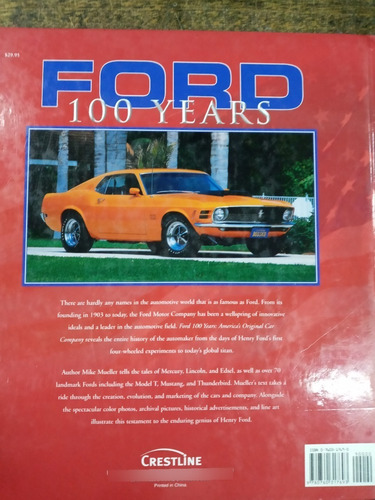 $29.95
FORD
100 YEARS
There are hardly any names in the automotive world that is as famous as Ford. From its
founding in 1903 to today, the Ford Motor Company has been a wellspring of innovative
ideals and a leader in the automotive field. Ford 100 Years: America's Original Car
Company reveals the entire history of the automaker from the days of Henry Ford's first
four-wheeled experiments to today's global titan.
Author Mike Mueller tells the tales of Mercury, Lincoln, and Edsel, as well as over 70
landmark Fords including the Model T, Mustang, and Thunderbird. Mueller's text takes a
ride through the creation, evolution, and marketing of the cars and company. Alongside
the spectacular color photos, archival pictures, historical advertisements, and line art
illustrate this testament to the enduring genius of Henry Ford.
CRESTLINE
Printed in China